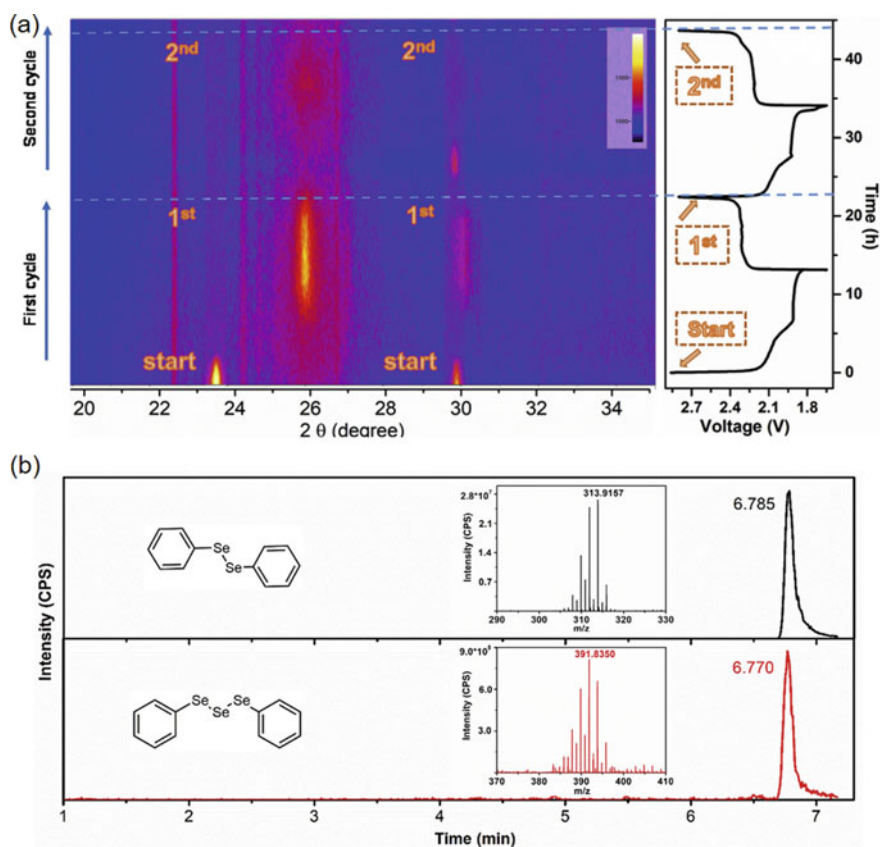 (a)
Second cycle
First cycle
2nd
2nd
1st
1st
start
start
20 22 24 26 28 30 32 34
2 θ (degree)
2nd
1st
Start
40
30
20
10
0
Time (h)
2.7 2.4 2.1 1.8
Voltage (V)
(b)
Intensity (CPS)
Se
Se
2.8*10⁷
2.1
1.4
0.7
Intensity (CPS)
313.9157
290 300 310 320 330
m/z
6.785
Se Se
Se
6.0
3.0
Intensity (CPS)
391.8350
370 380 390 400 410
m/z
6.770
1 2 3 4 5 6 7
Time (min)